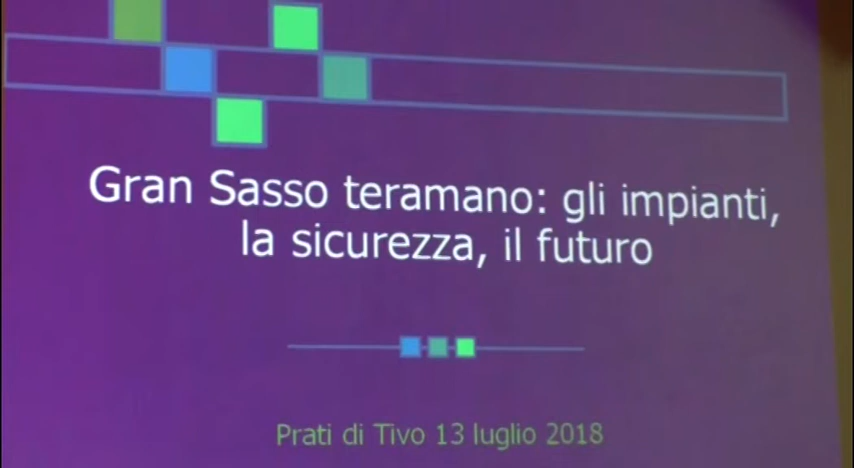 Gran Sasso teramano: gli impianti,
la sicurezza, il futuro
Prati di Tivo 13 luglio 2018